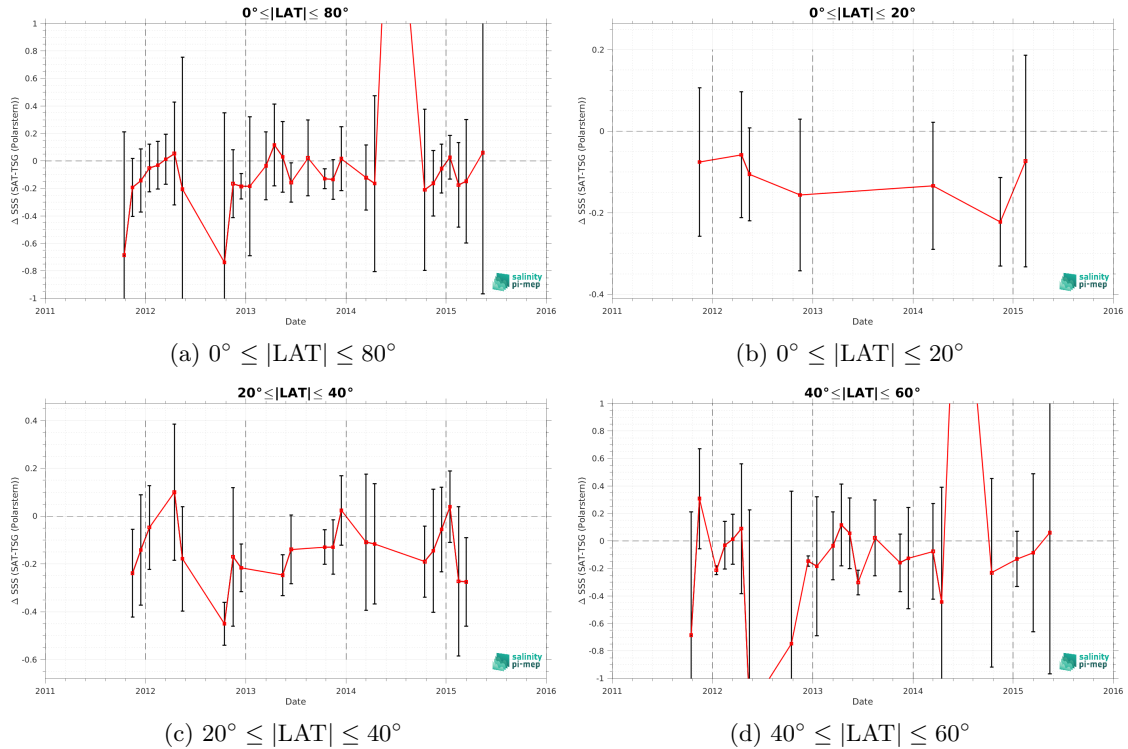 0°≤|LAT|≤ 80°
Δ SSS (SAT-TSG (Polarstern))
1
0.8
0.6
0.4
0.2
0
-0.2
-0.4
-0.6
-0.8
-1
2011 2012 2013 2014 2015 2016
Date
salinity
pi-mep
(a) 0° ≤ |LAT| ≤ 80°
0°≤|LAT|≤ 20°
Δ SSS (SAT-TSG (Polarstern))
0.2
0
-0.2
-0.4
2011 2012 2013 2014 2015 2016
Date
salinity
pi-mep
(b) 0° ≤ |LAT| ≤ 20°
20°≤|LAT|≤ 40°
Δ SSS (SAT-TSG (Polarstern))
0.4
0.2
0
-0.2
-0.4
-0.6
2011 2012 2013 2014 2015 2016
Date
salinity
pi-mep
(c) 20° ≤ |LAT| ≤ 40°
40°≤|LAT|≤ 60°
Δ SSS (SAT-TSG (Polarstern))
1
0.8
0.6
0.4
0.2
0
-0.2
-0.4
-0.6
-0.8
-1
2011 2012 2013 2014 2015 2016
Date
salinity
pi-mep
(d) 40° ≤ |LAT| ≤ 60°